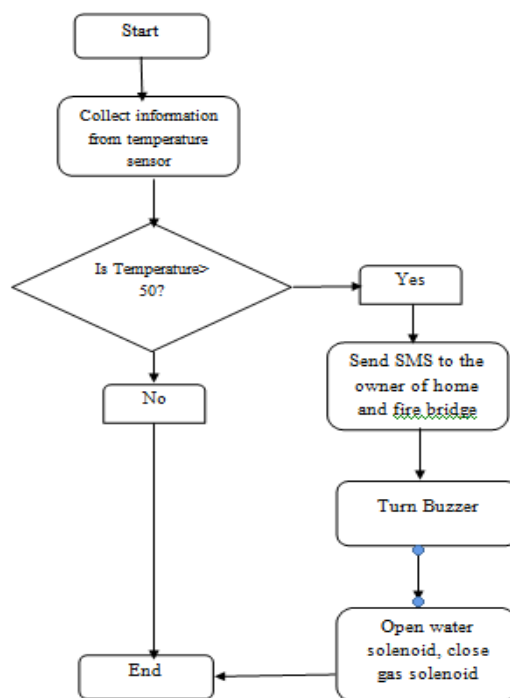 Start
Collect information
from temperature
sensor
Is Temperature>
50?
Yes
Send SMS to the
owner of home
and fire bridge
No
Turn Buzzer
Open water
solenoid, close
gas solenoid
End